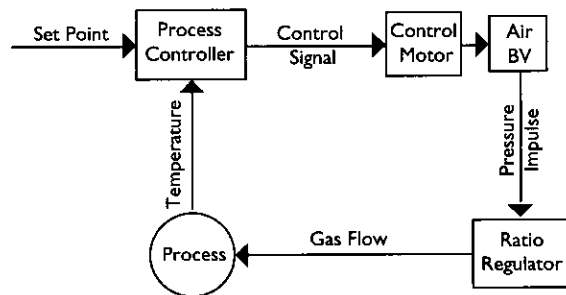 Set Point
Process
Controller
Control
Signal
Control
Motor
Air
BV
Pressure
Impulse
Temperature
Process
Gas Flow
Ratio
Regulator